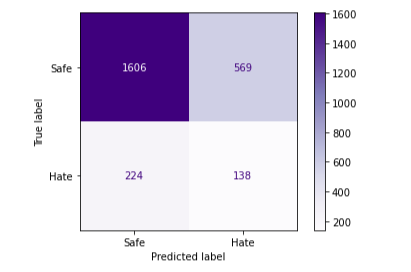 1600
1400
1200
1000
800
600
400
200
Safe
Hate
True label
1606
569
224
138
Safe
Hate
Predicted label